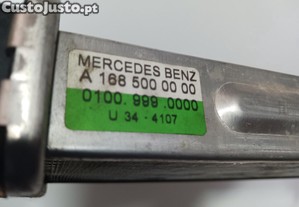 CustoJusto.pt
MERCEDES BENZ
A 168 500 00 00
0100.999.0000
U 34 - 4107